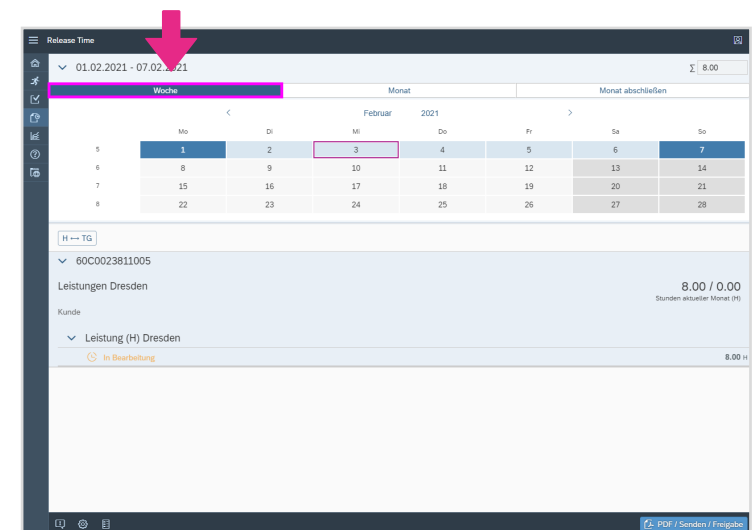 Release Time
01.02.2021 - 07.02.2021
Σ 8.00
Woche Monat Monat abschließen
< Februar 2021 >
Mo Di Mi Do Fr Sa So
5 1 2 3 4 5 6 7
6 8 9 10 11 12 13 14
7 15 16 17 18 19 20 21
8 22 23 24 25 26 27 28
H ↔ TG
60C0023811005
Leistungen Dresden 8.00 / 0.00
Stunden aktueller Monat (H)
Kunde
Leistung (H) Dresden
In Bearbeitung 8.00 H
PDF / Senden / Freigabe